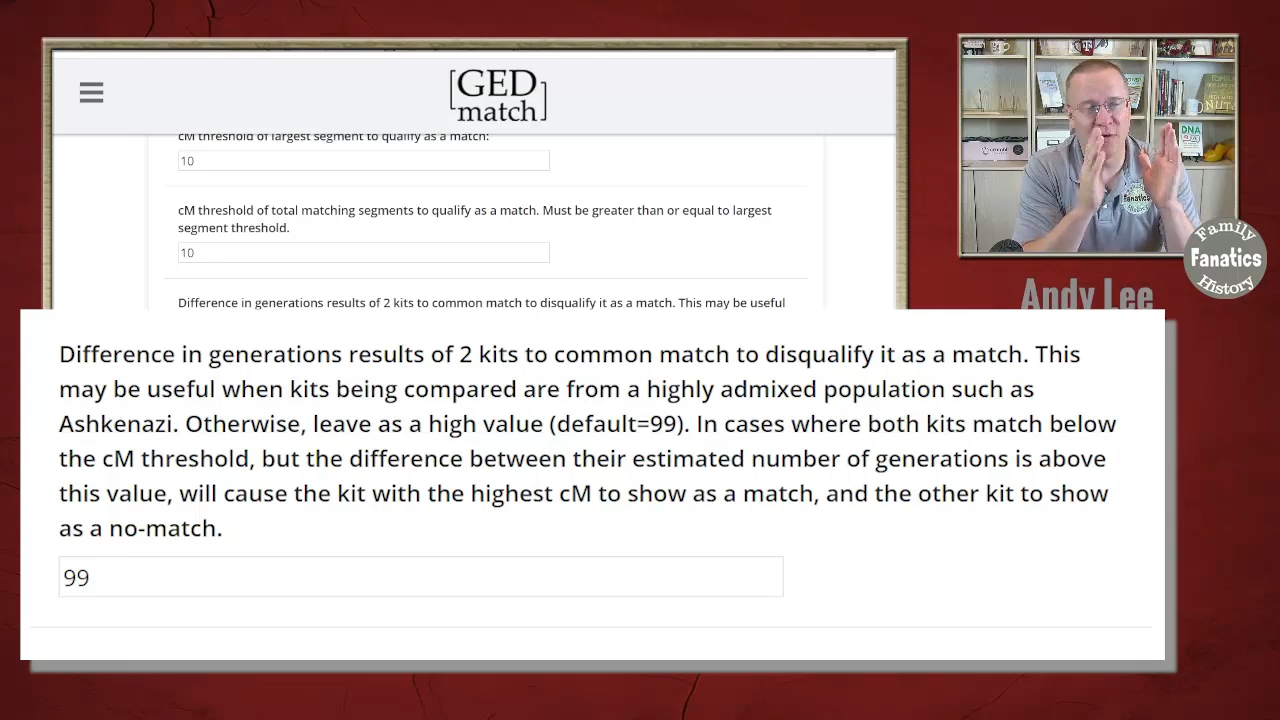 [GED
match]
cM threshold of largest segment to qualify as a match:
10
cM threshold of total matching segments to qualify as a match. Must be greater than or equal to largest
segment threshold.
10
Difference in generations results of 2 kits to common match to disqualify it as a match. This may be useful
Family
Fanatics
History
Andy Lee
DNA
NUT
Fanatics
Difference in generations results of 2 kits to common match to disqualify it as a match. This
may be useful when kits being compared are from a highly admixed population such as
Ashkenazi. Otherwise, leave as a high value (default=99). In cases where both kits match below
the cM threshold, but the difference between their estimated number of generations is above
this value, will cause the kit with the highest cM to show as a match, and the other kit to show
as a no-match.
99